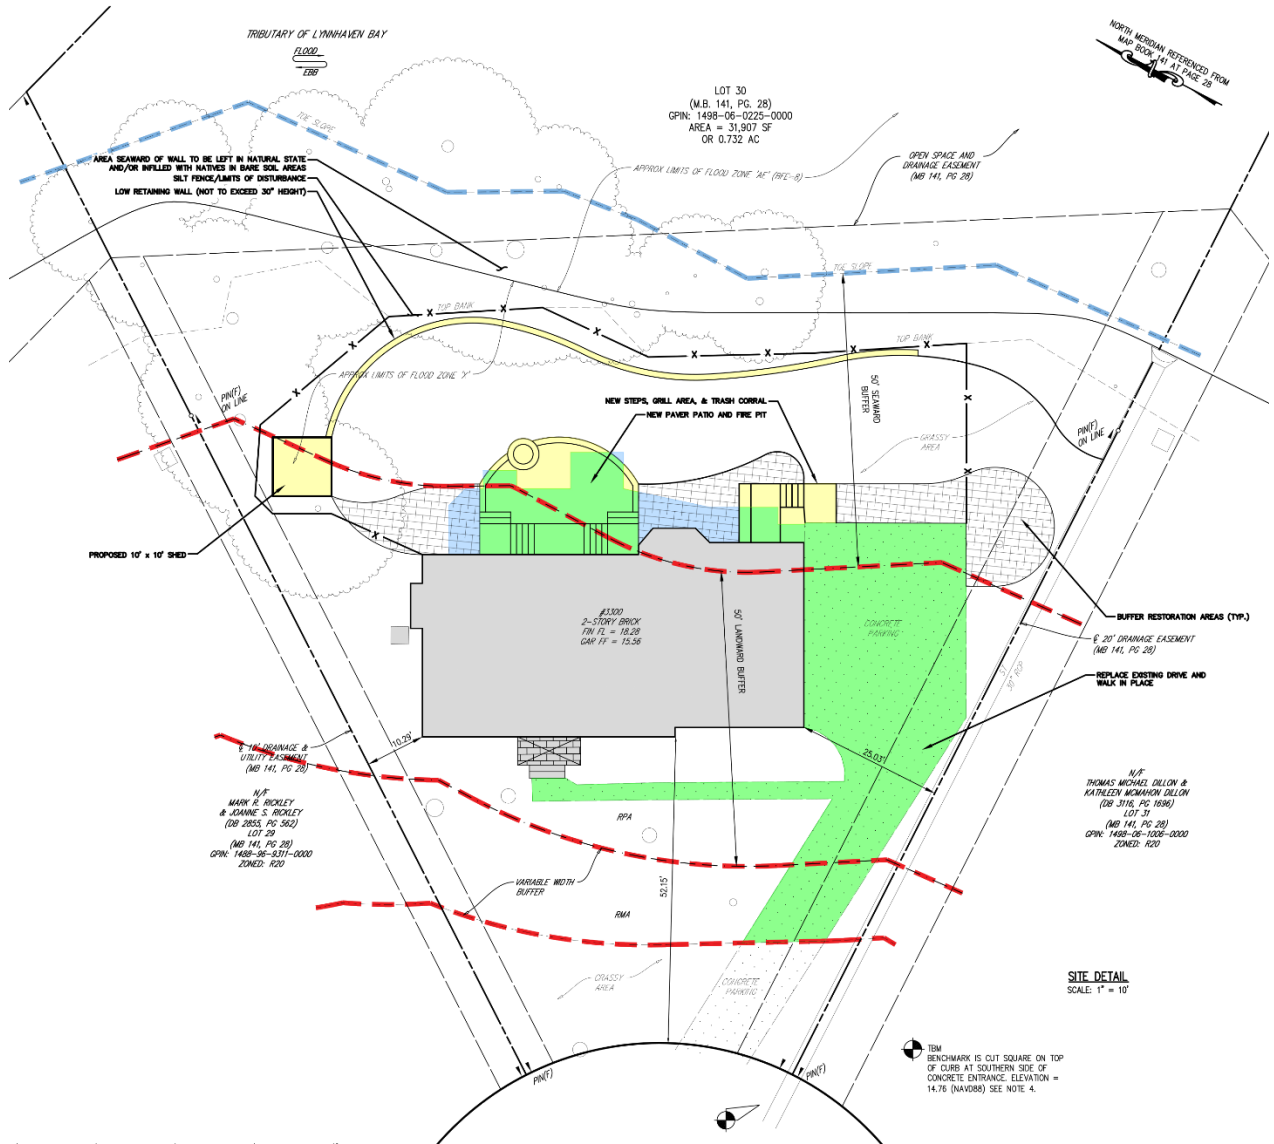 TRIBUTARY OF LYNNHAVEN BAY
FLOOD
EBB
NORTH MERIDIAN REFERENCED FROM
MAP BOOK 141 AT PAGE 28
LOT 30
(M.B. 141, PG. 28)
GPIN: 1498-06-0225-0000
AREA = 31,907 SF
OR 0.732 AC
TOE SLOPE
AREA SEAWARD OF WALL TO BE LEFT IN NATURAL STATE
AND/OR INFILLED WITH NATIVES IN BARE SOIL AREAS
SILT FENCE/LIMITS OF DISTURBANCE
LOW RETAINING WALL (NOT TO EXCEED 30" HEIGHT)
APPROX LIMITS OF FLOOD ZONE 'AE' (BFE=8)
OPEN SPACE AND
DRAINAGE EASEMENT
(MB 141, PG 28)
TOE SLOPE
TOP BANK
TOP BANK
APPROX LIMITS OF FLOOD ZONE 'X'
PIN(F)
ON LINE
50' SEAWARD
BUFFER
NEW STEPS, GRILL AREA, & TRASH CORRAL
NEW PAVER PATIO AND FIRE PIT
GRASSY
AREA
PIN(F)
ON LINE
PROPOSED 10' x 10' SHED
#3300
2-STORY BRICK
FIN FL = 18.28
GAR FF = 15.56
50' LANDWARD BUFFER
CONCRETE
PARKING
BUFFER RESTORATION AREAS (TYP.)
℄ 20' DRAINAGE EASEMENT
(MB 141, PG 28)
30" RCP
REPLACE EXISTING DRIVE AND
WALK IN PLACE
10.29'
25.03'
DRAINAGE &
UTILITY EASEMENT
(MB 141, PG 28)
N/F
MARK R. RICKLEY
& JOANNE S. RICKLEY
(DB 2855, PG 562)
LOT 29
(MB 141, PG 28)
GPIN: 1488-96-9311-0000
ZONED: R20
N/F
THOMAS MICHAEL DILLON &
KATHLEEN MCMAHON DILLON
(DB 3116, PG 1696)
LOT 31
(MB 141, PG 28)
GPIN: 1498-06-1006-0000
ZONED: R20
RPA
VARIABLE WIDTH
BUFFER
52.15'
RMA
GRASSY
AREA
CONCRETE
PARKING
SITE DETAIL
SCALE: 1" = 10'
TBM
BENCHMARK IS CUT SQUARE ON TOP
OF CURB AT SOUTHERN SIDE OF
CONCRETE ENTRANCE. ELEVATION =
14.76 (NAVD88) SEE NOTE 4.
PIN(F)
PIN(F)